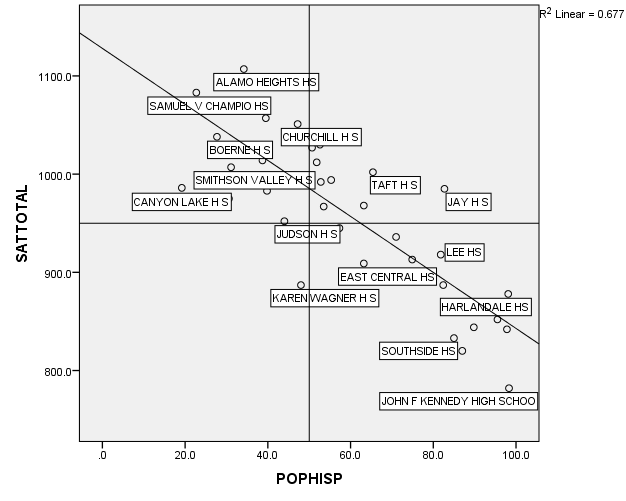 R2 Linear = 0.677
SATTOTAL
1100.0
1000.0
900.0
800.0
ALAMO HEIGHTS HS
SAMUEL V CHAMPIO HS
CHURCHILL H S
BOERNE H S
SMITHSON VALLEY H S
TAFT H S
CANYON LAKE H S
JAY H S
JUDSON H S
LEE HS
EAST CENTRAL HS
KAREN WAGNER H S
HARLANDALE HS
SOUTHSIDE HS
JOHN F KENNEDY HIGH SCHOO
.0 20.0 40.0 60.0 80.0 100.0
POPHISP